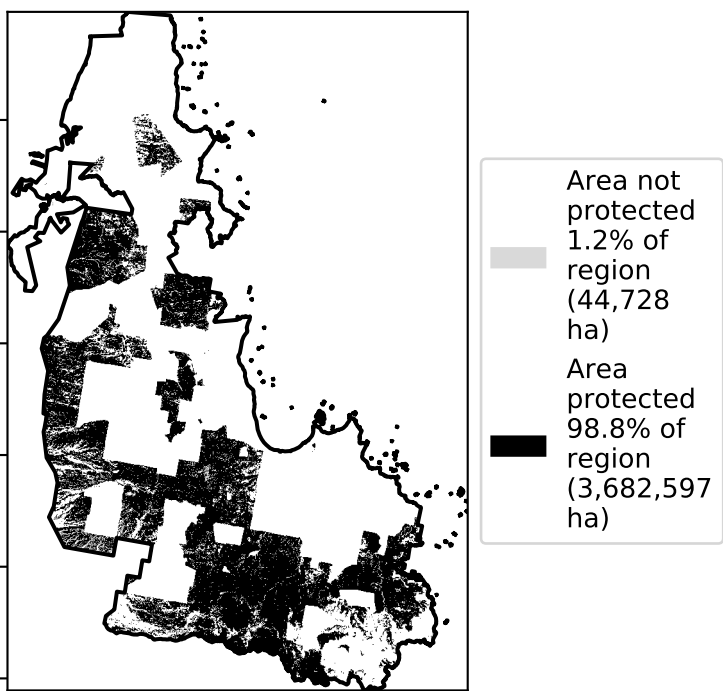 Area not
protected
1.2% of
region
(44,728
ha)
Area
protected
98.8% of
region
(3,682,597
ha)